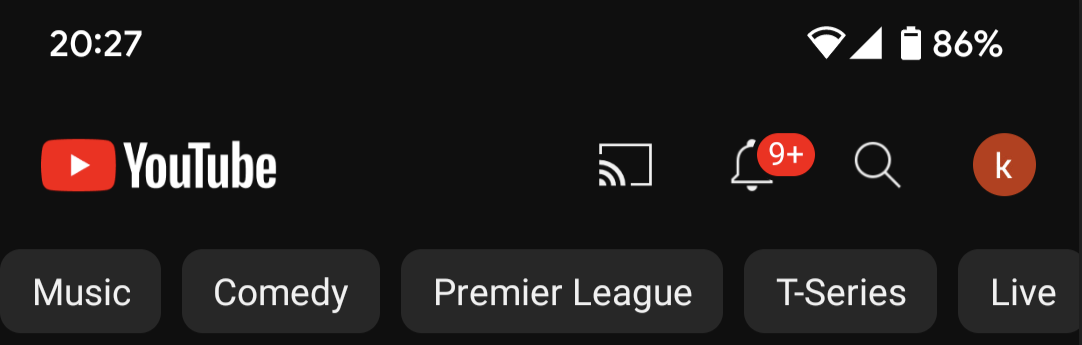 20:27 86%
YouTube 9+ k
Music Comedy Premier League T-Series Live